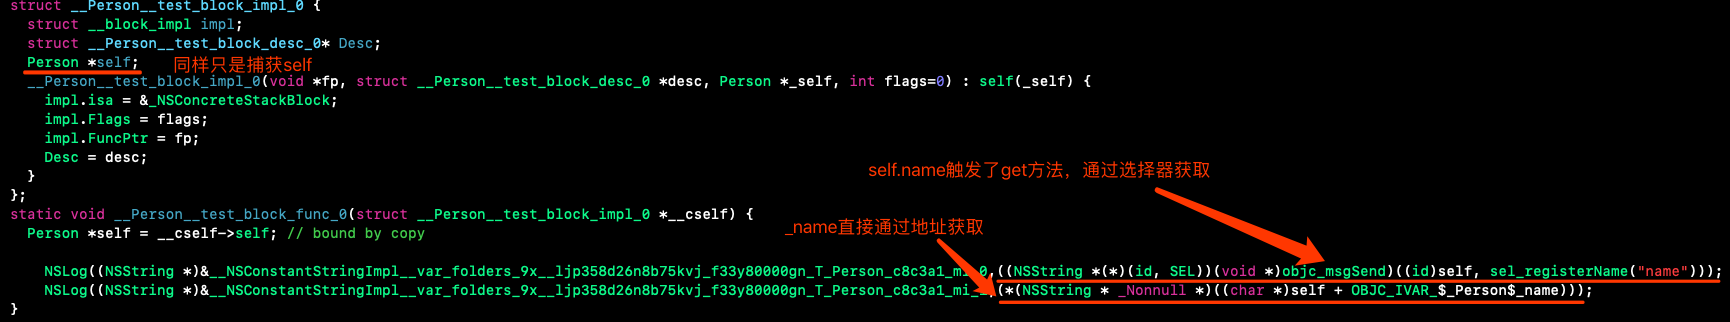 struct __Person__test_block_impl_0 {
struct __block_impl impl;
struct __Person__test_block_desc_0* Desc;
Person *self; 同样只是捕获self
__Person__test_block_impl_0(void *fp, struct __Person__test_block_desc_0 *desc, Person *_self, int flags=0) : self(_self) {
impl.isa = &_NSConcreteStackBlock;
impl.Flags = flags;
impl.FuncPtr = fp;
Desc = desc;
}
};
self.name触发了get方法，通过选择器获取
static void __Person__test_block_func_0(struct __Person__test_block_impl_0 *__cself) {
Person *self = __cself->self; // bound by copy
_name直接通过地址获取
NSLog((NSString *)&__NSConstantStringImpl__var_folders_9x__ljp358d26n8b75kvj_f33y80000gn_T_Person_c8c3a1_mi_0,((NSString *(*)(id, SEL))(void *)objc_msgSend)((id)self, sel_registerName("name")));
NSLog((NSString *)&__NSConstantStringImpl__var_folders_9x__ljp358d26n8b75kvj_f33y80000gn_T_Person_c8c3a1_mi_ (*(NSString * _Nonnull *)((char *)self + OBJC_IVAR_$_Person$_name)));
}